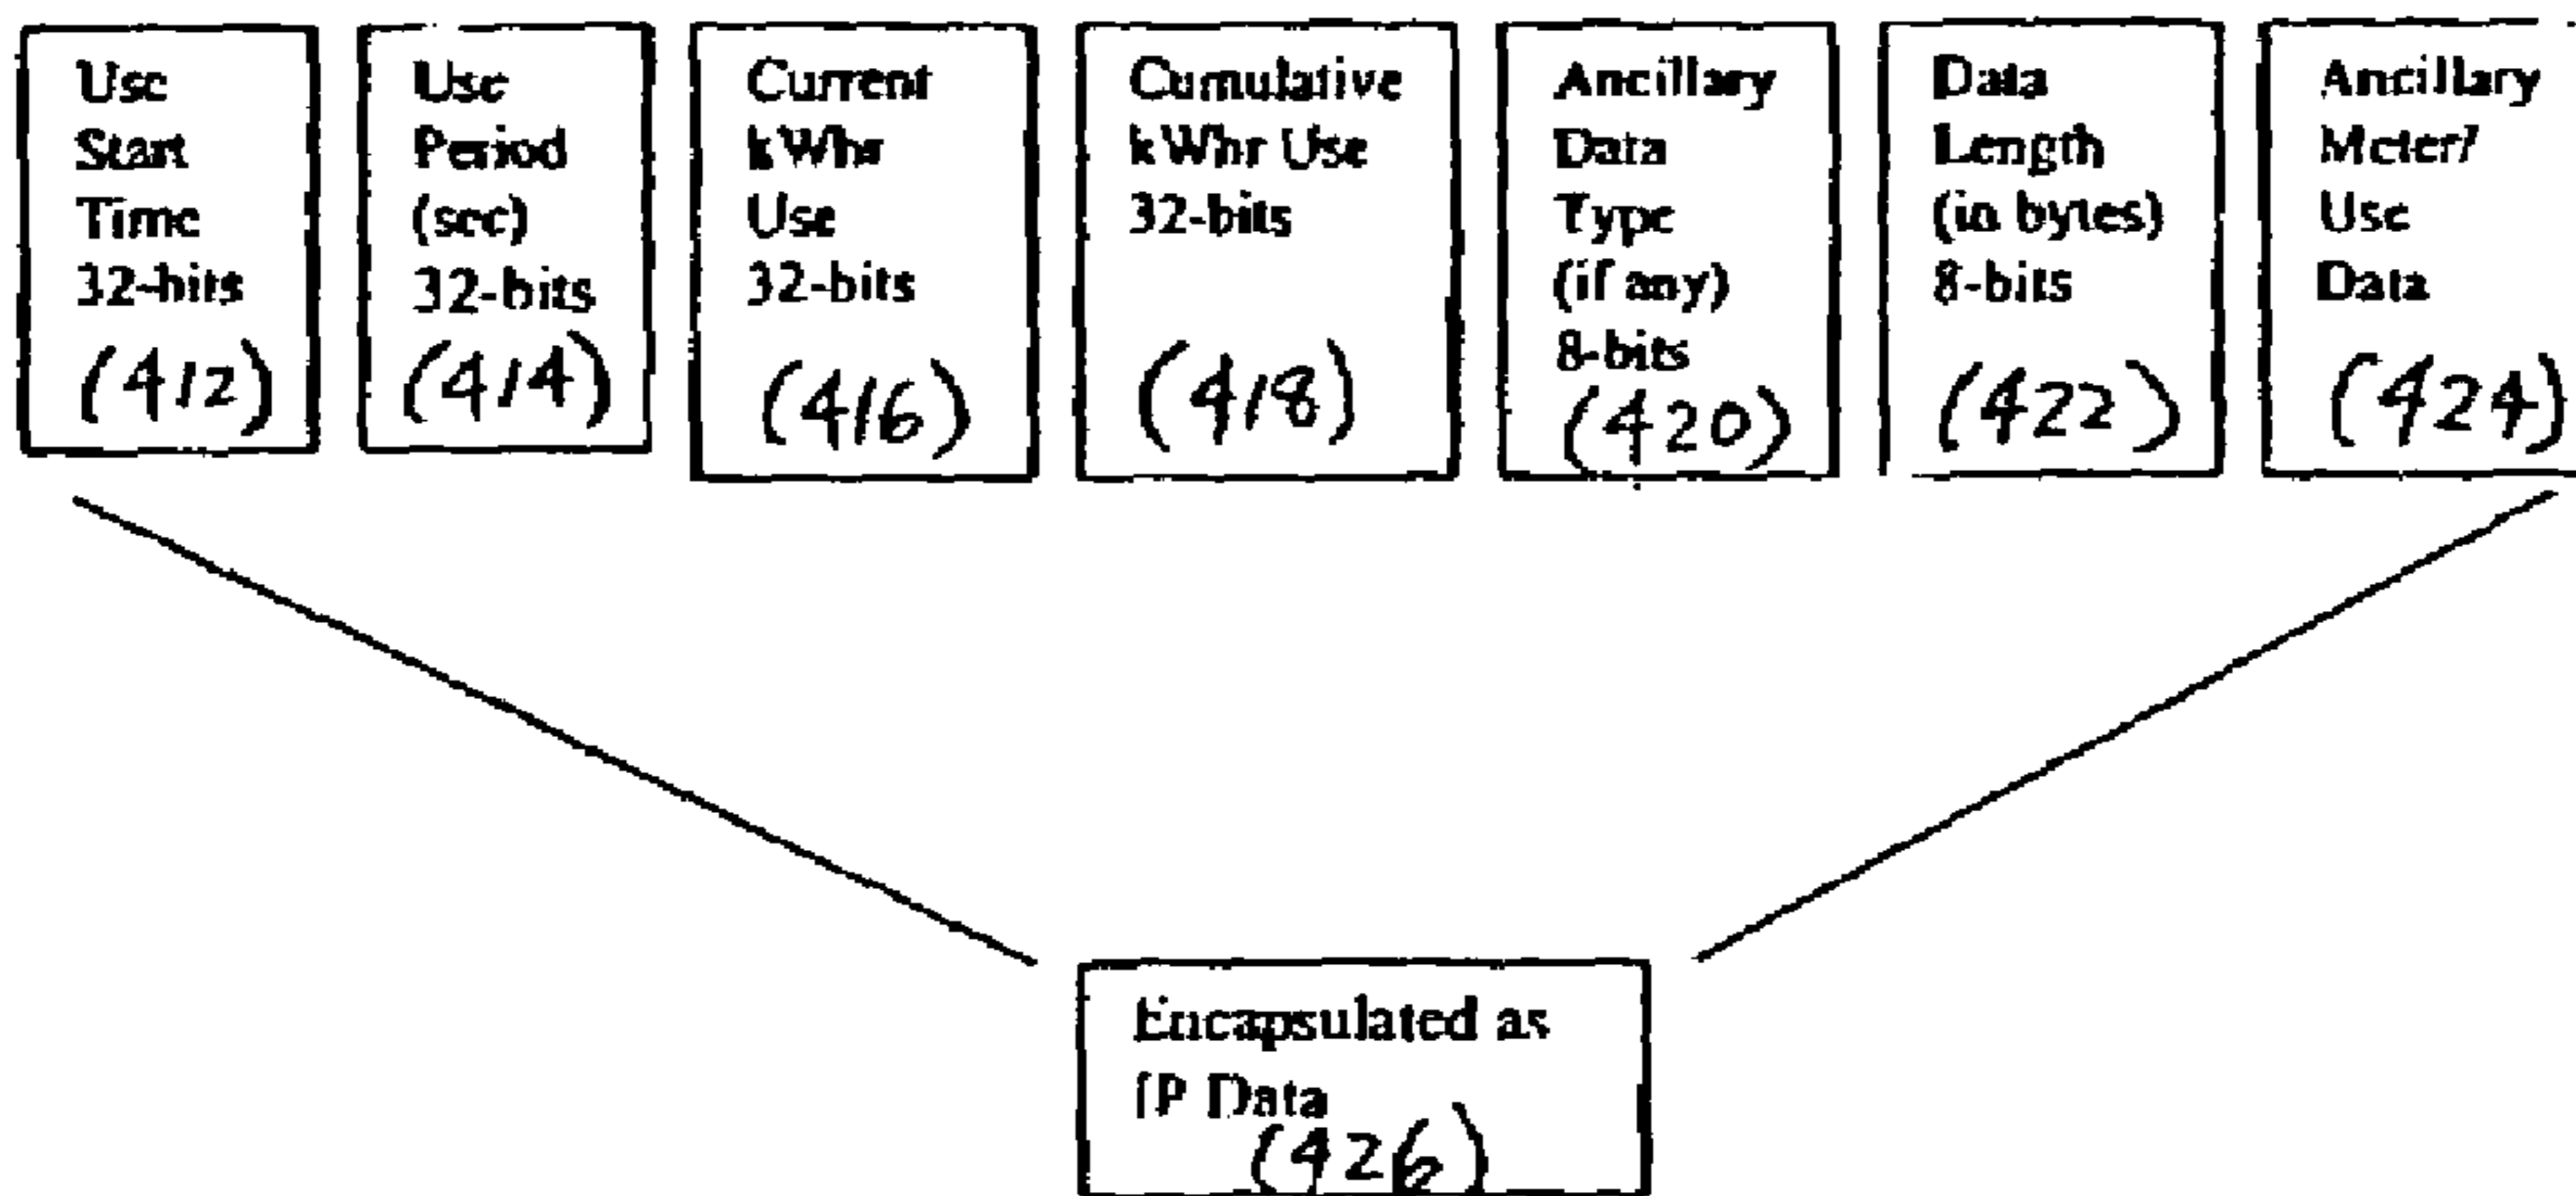 Use
Start
Time
32-bits
(412)
Use
Period
(sec)
32-bits
(414)
Current
kWhr
Use
32-bits
(416)
Cumulative
kWhr Use
32-bits
(418)
Ancillary
Data
Type
(if any)
8-bits
(420)
Data
Length
(in bytes)
8-bits
(422)
Ancillary
Meter/
Use
Data
(424)
Encapsulated as
IP Data
(426)